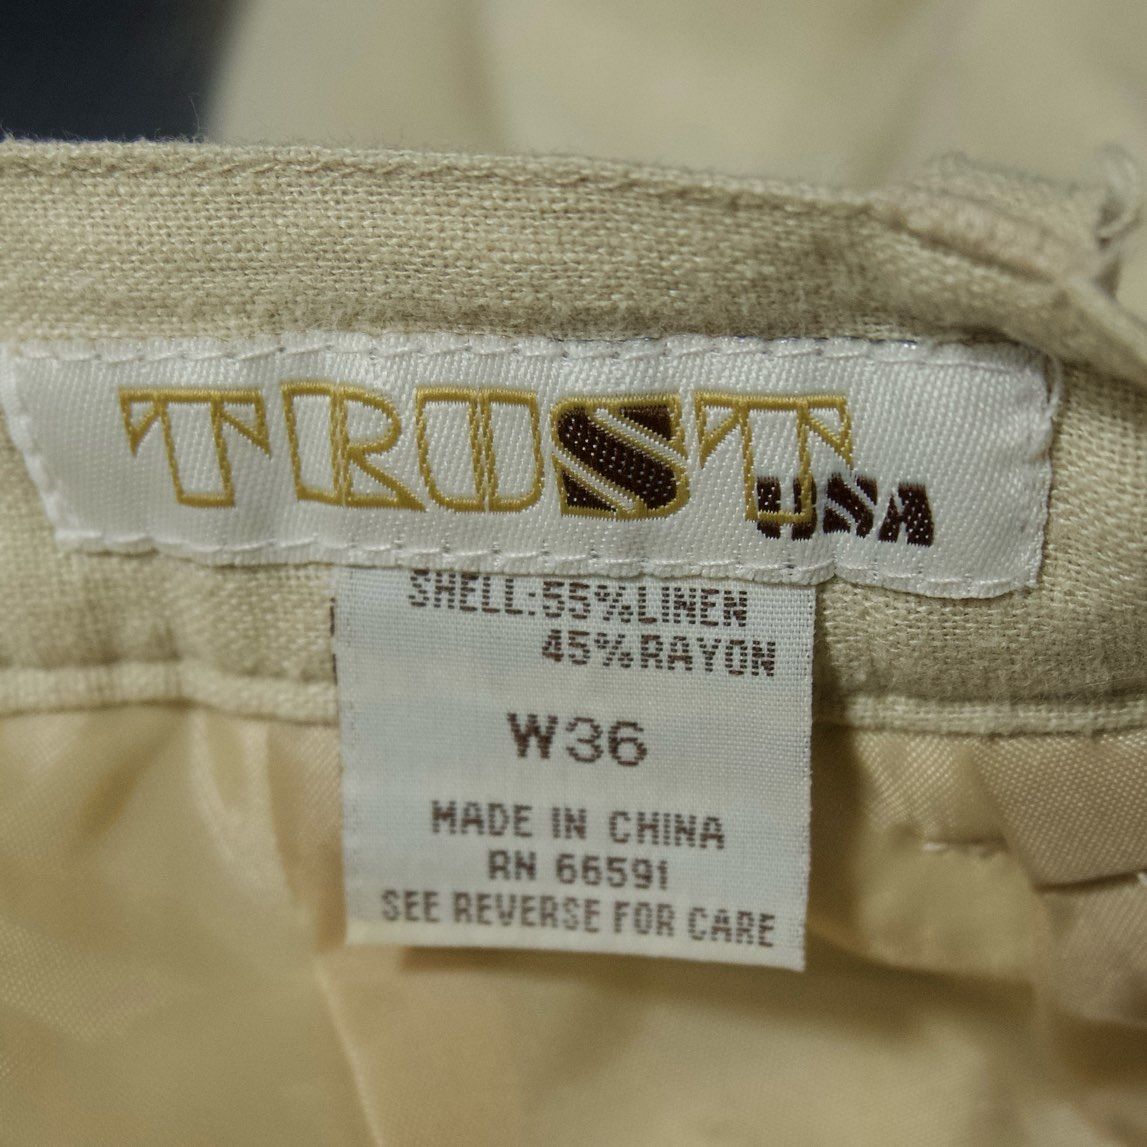 TRUST
USA
SHELL:55%LINEN
45%RAYON
W36
MADE IN CHINA
RN 66591
SEE REVERSE FOR CARE